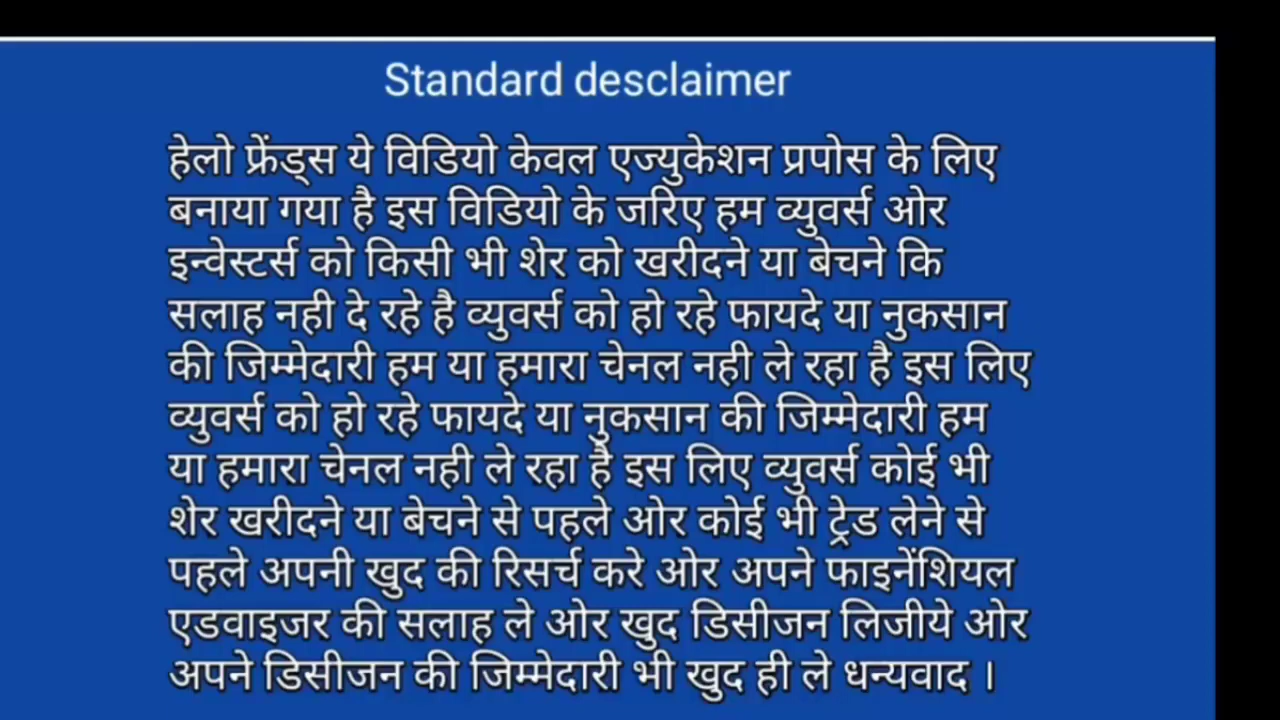 Standard desclaimer
हेलो फ्रेंड्स ये विडियो केवल एज्युकेशन प्रपोस के लिए
बनाया गया है इस विडियो के जरिए हम व्युवर्स ओर
इन्वेस्टर्स को किसी भी शेर को खरीदने या बेचने कि
सलाह नही दे रहे है व्युवर्स को हो रहे फायदे या नुकसान
की जिम्मेदारी हम या हमारा चेनल नही ले रहा है इस लिए
व्युवर्स को हो रहे फायदे या नुकसान की जिम्मेदारी हम
या हमारा चेनल नही ले रहा है इस लिए व्युवर्स कोई भी
शेर खरीदने या बेचने से पहले ओर कोई भी ट्रेड लेने से
पहले अपनी खुद की रिसर्च करे ओर अपने फाइनेंशियल
एडवाइजर की सलाह ले ओर खुद डिसीजन लिजीये ओर
अपने डिसीजन की जिम्मेदारी भी खुद ही ले धन्यवाद ।